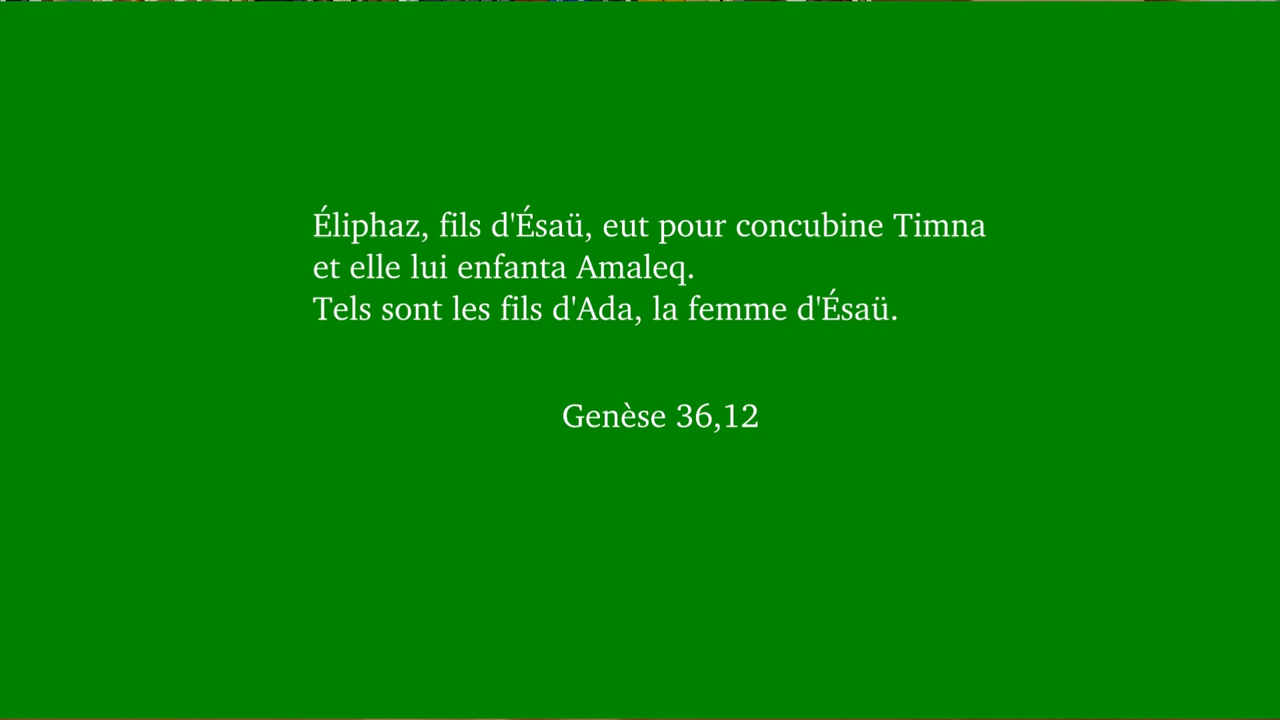 Éliphaz, fils d'Ésaü, eut pour concubine Timna
et elle lui enfanta Amaleq.
Tels sont les fils d'Ada, la femme d'Ésaü.
Genèse 36,12